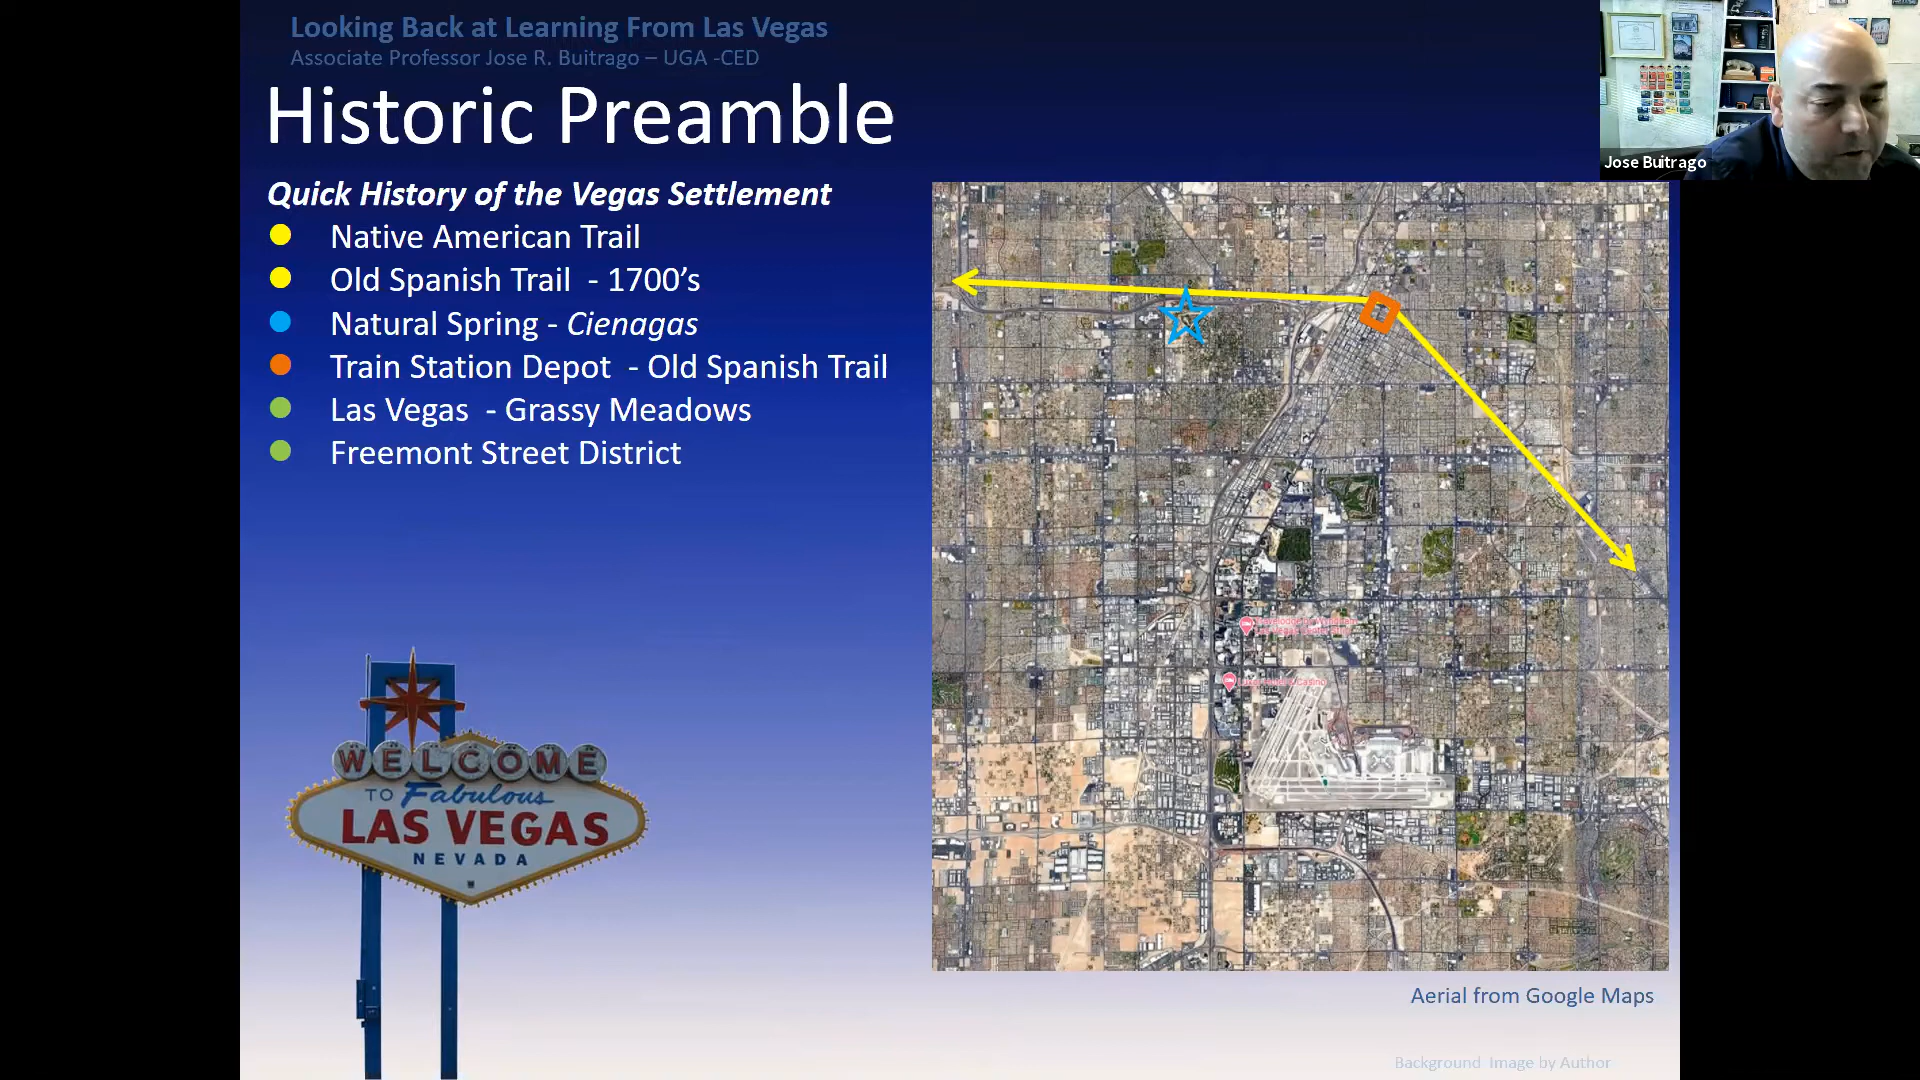 Looking Back at Learning From Las Vegas
Associate Professor Jose R. Buitrago – UGA -CED
Historic Preamble
Jose Buitrago
Quick History of the Vegas Settlement
Native American Trail
Old Spanish Trail - 1700’s
Natural Spring - Cienagas
Train Station Depot - Old Spanish Trail
Las Vegas - Grassy Meadows
Freemont Street District
WELCOME
TO Fabulous
LAS VEGAS
NEVADA
Aerial from Google Maps
Background Image by Author